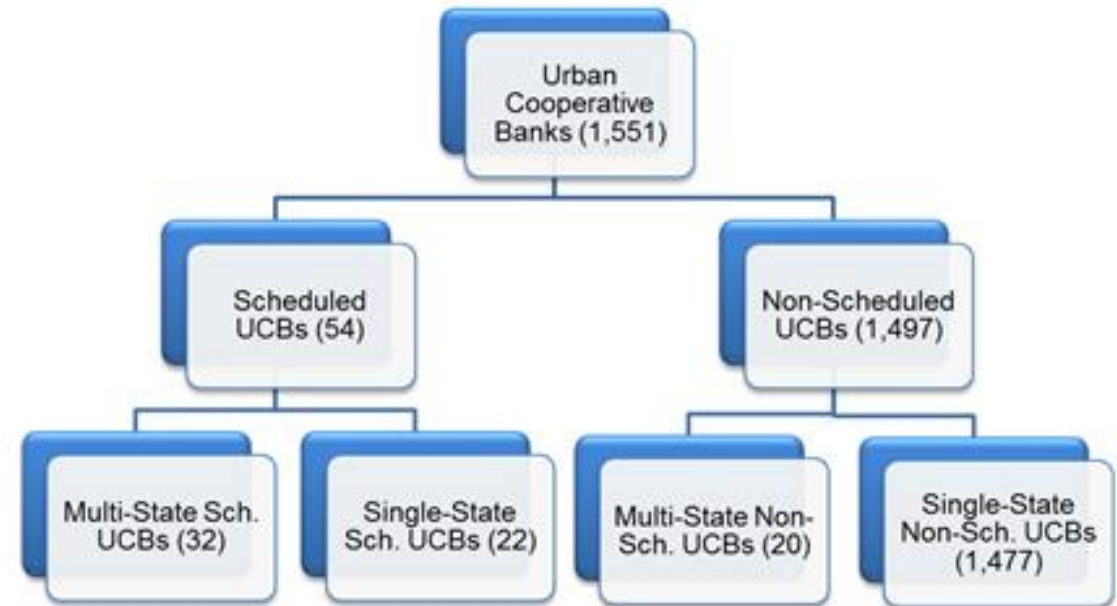 Urban
Cooperative
Banks (1,551)
Scheduled
UCBs (54)
Non-Scheduled
UCBs (1,497)
Multi-State Sch.
UCBs (32)
Single-State
Sch. UCBs (22)
Multi-State Non-
Sch. UCBs (20)
Single-State
Non-Sch. UCBs
(1,477)